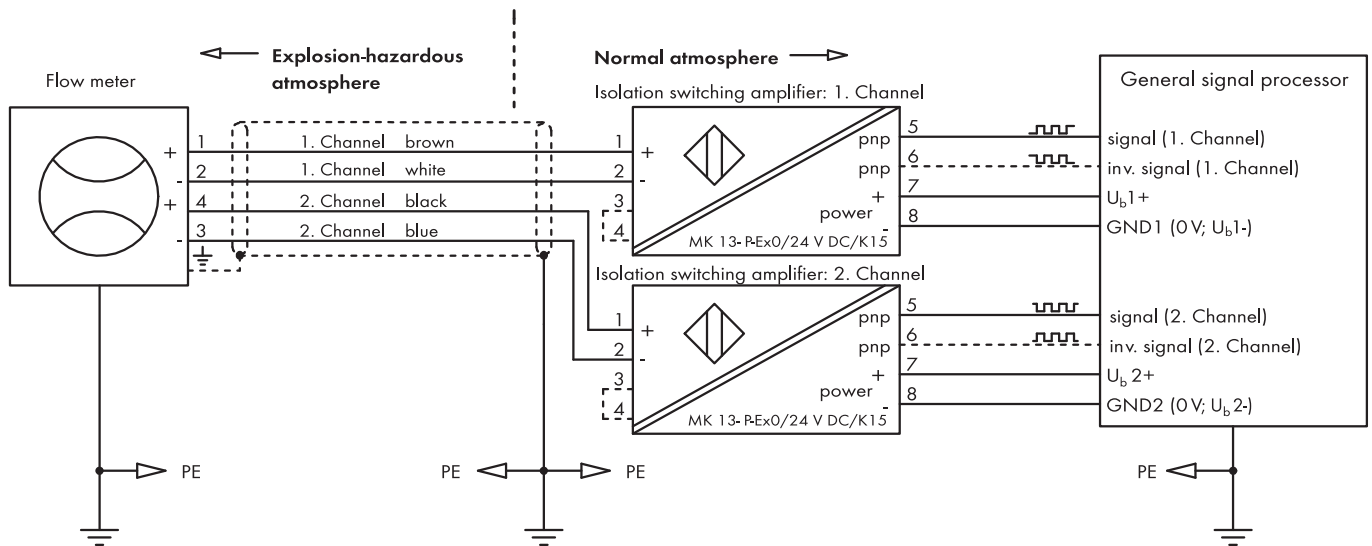 Explosion-hazardous
atmosphere
Normal atmosphere
Flow meter
1
+
2
-
4
+
3
-
1. Channel brown
1. Channel white
2. Channel black
2. Channel blue
Isolation switching amplifier: 1. Channel
1
+
2
-
3
4
pnp 5
pnp 6
+ 7
power
- 8
MK 13-P-Ex0/24 V DC/K15
Isolation switching amplifier: 2. Channel
1
+
2
-
3
4
pnp 5
pnp 6
+ 7
power
- 8
MK 13-P-Ex0/24 V DC/K15
General signal processor
signal (1. Channel)
inv. signal (1. Channel)
Ub1+
GND1 (0 V; Ub1-)
signal (2. Channel)
inv. signal (2. Channel)
Ub 2+
GND2 (0 V; Ub 2-)
PE
PE
PE
PE